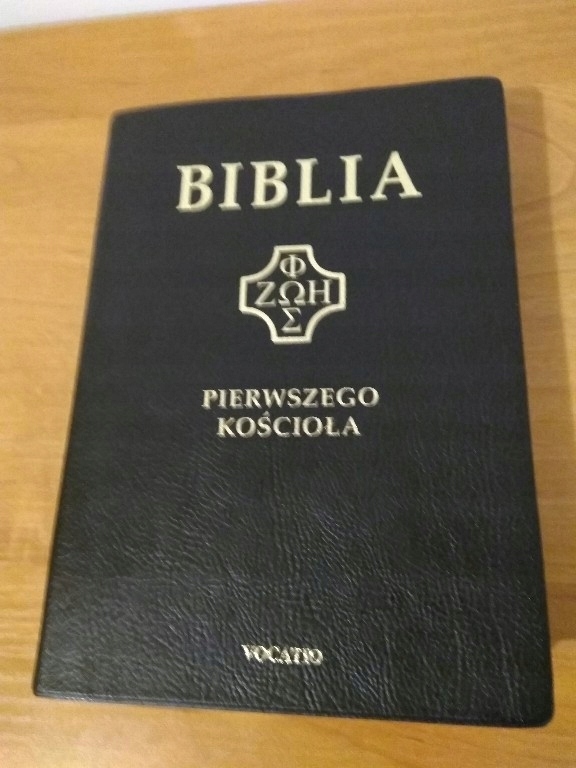 BIBLIA
Φ
ΖΩΗ
Σ
PIERWSZEGO
KOŚCIOŁA
VOCATIO